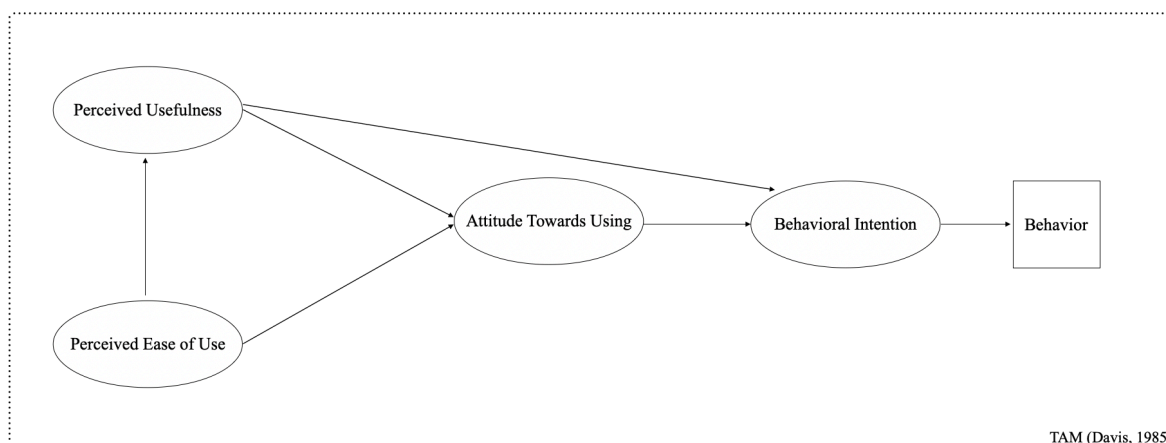 Perceived Usefulness
Attitude Towards Using
Behavioral Intention
Behavior
Perceived Ease of Use
TAM (Davis, 1985